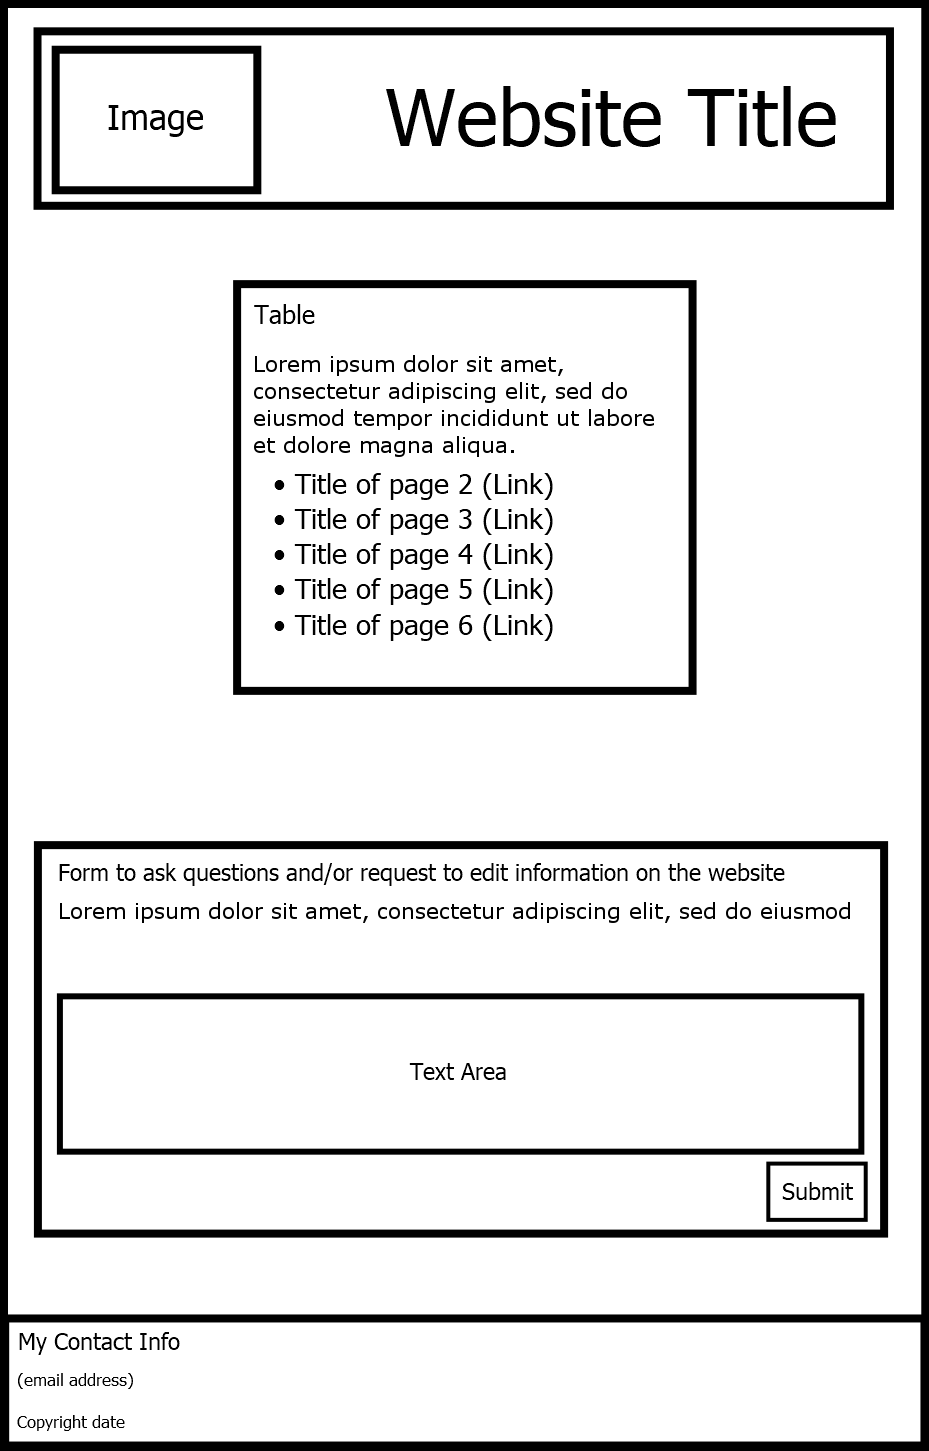 Image
Website Title
Table
Lorem ipsum dolor sit amet,
consectetur adipiscing elit, sed do
eiusmod tempor incididunt ut labore
et dolore magna aliqua.
• Title of page 2 (Link)
• Title of page 3 (Link)
• Title of page 4 (Link)
• Title of page 5 (Link)
• Title of page 6 (Link)
Form to ask questions and/or request to edit information on the website
Lorem ipsum dolor sit amet, consectetur adipiscing elit, sed do eiusmod
Text Area
Submit
My Contact Info
(email address)
Copyright date